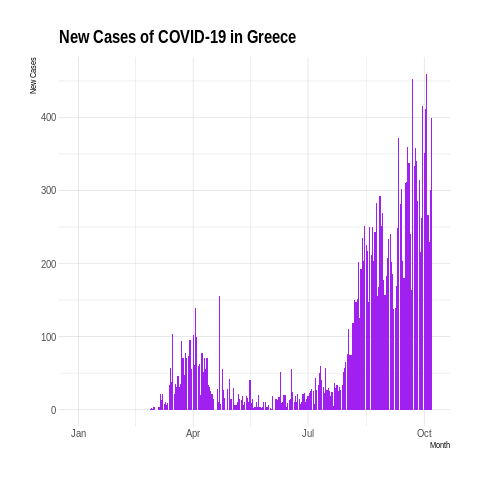 New Cases of COVID-19 in Greece
New Cases
400
300
200
100
0
Jan Apr Jul Oct
Month